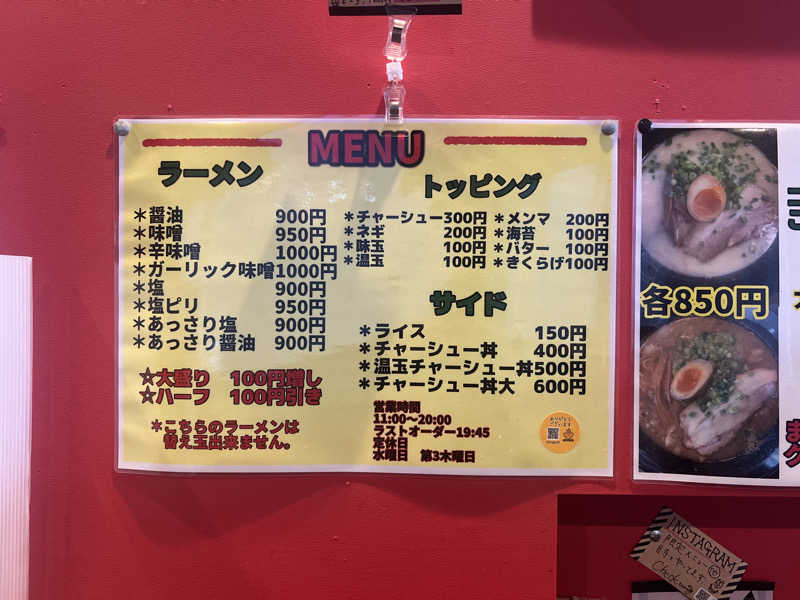 MENU
ラーメン
＊醤油 900円
＊味噌 950円
＊辛味噌 1000円
＊ガーリック味噌 1000円
＊塩 900円
＊塩ピリ 950円
＊あっさり塩 900円
＊あっさり醤油 900円
☆大盛り 100円増し
☆ハーフ 100円引き
＊こちらのラーメンは
替え玉出来ません。
トッピング
＊チャーシュー300円
＊ネギ 200円
＊味玉 100円
＊温玉 100円
＊メンマ 200円
＊海苔 100円
＊バター 100円
＊きくらげ100円
サイド
＊ライス 150円
＊チャーシュー丼 400円
＊温玉チャーシュー丼500円
＊チャーシュー丼大 600円
営業時間
11:00〜20:00
ラストオーダー19:45
定休日
水曜日 第3木曜日
ありがとう
ございます
各850円
INSTAGRAM
Check